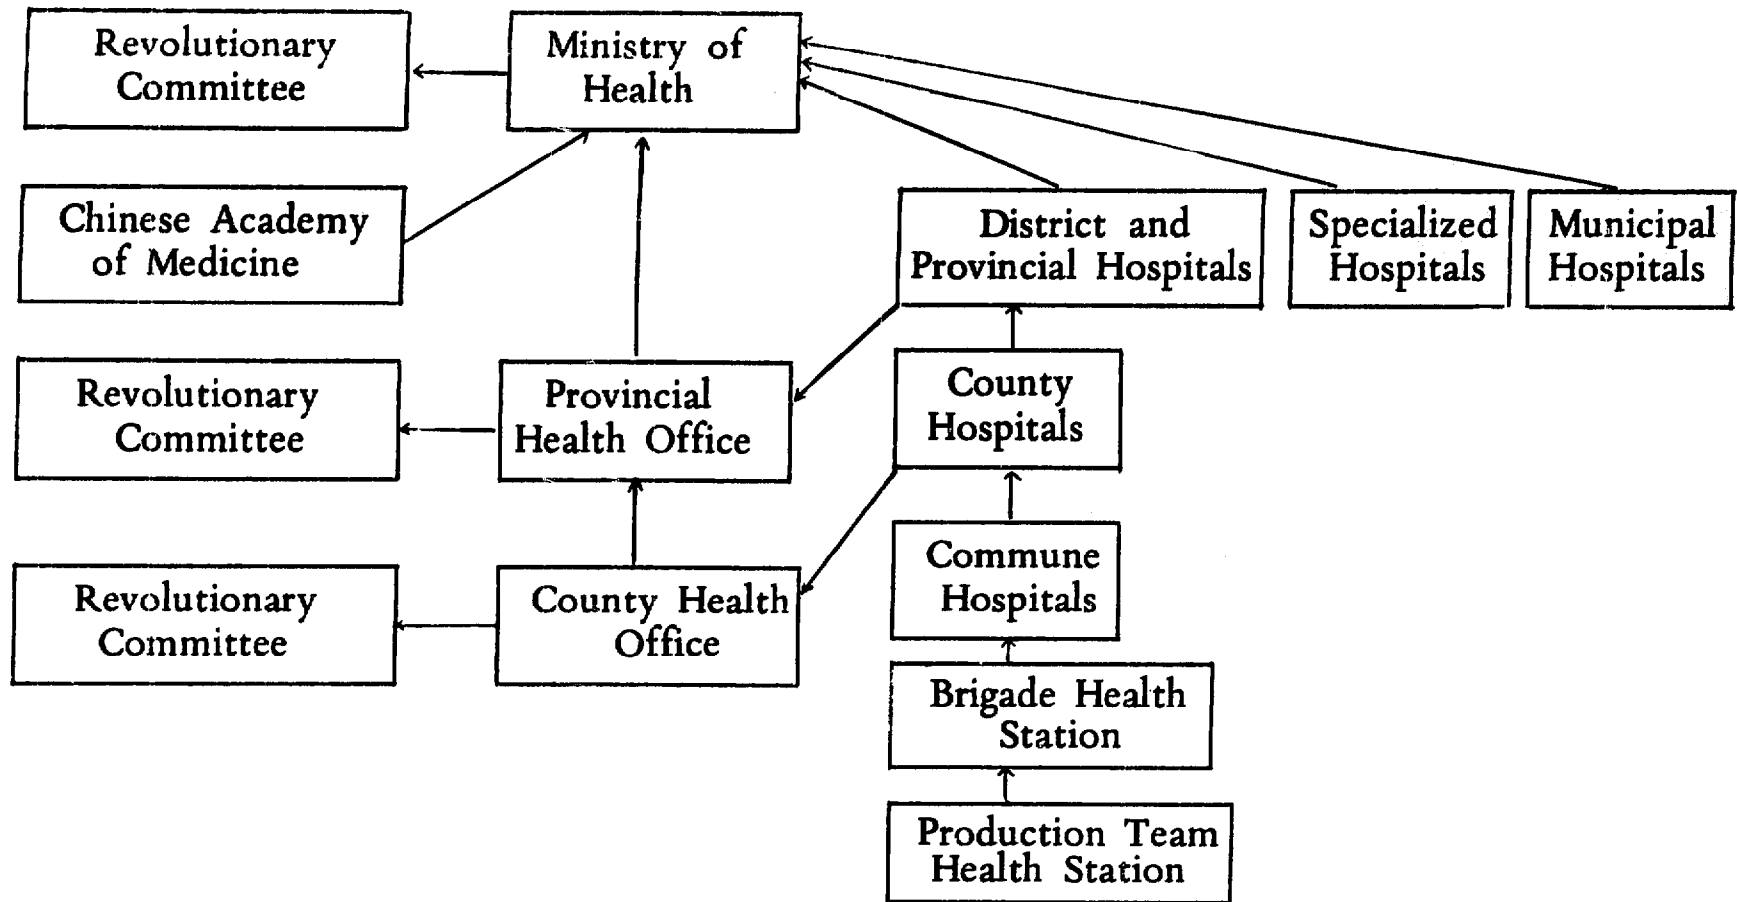 Revolutionary
Committee
Ministry of
Health
Chinese Academy
of Medicine
District and
Provincial Hospitals
Specialized
Hospitals
Municipal
Hospitals
Revolutionary
Committee
Provincial
Health Office
County
Hospitals
Commune
Hospitals
Revolutionary
Committee
County Health
Office
Brigade Health
Station
Production Team
Health Station